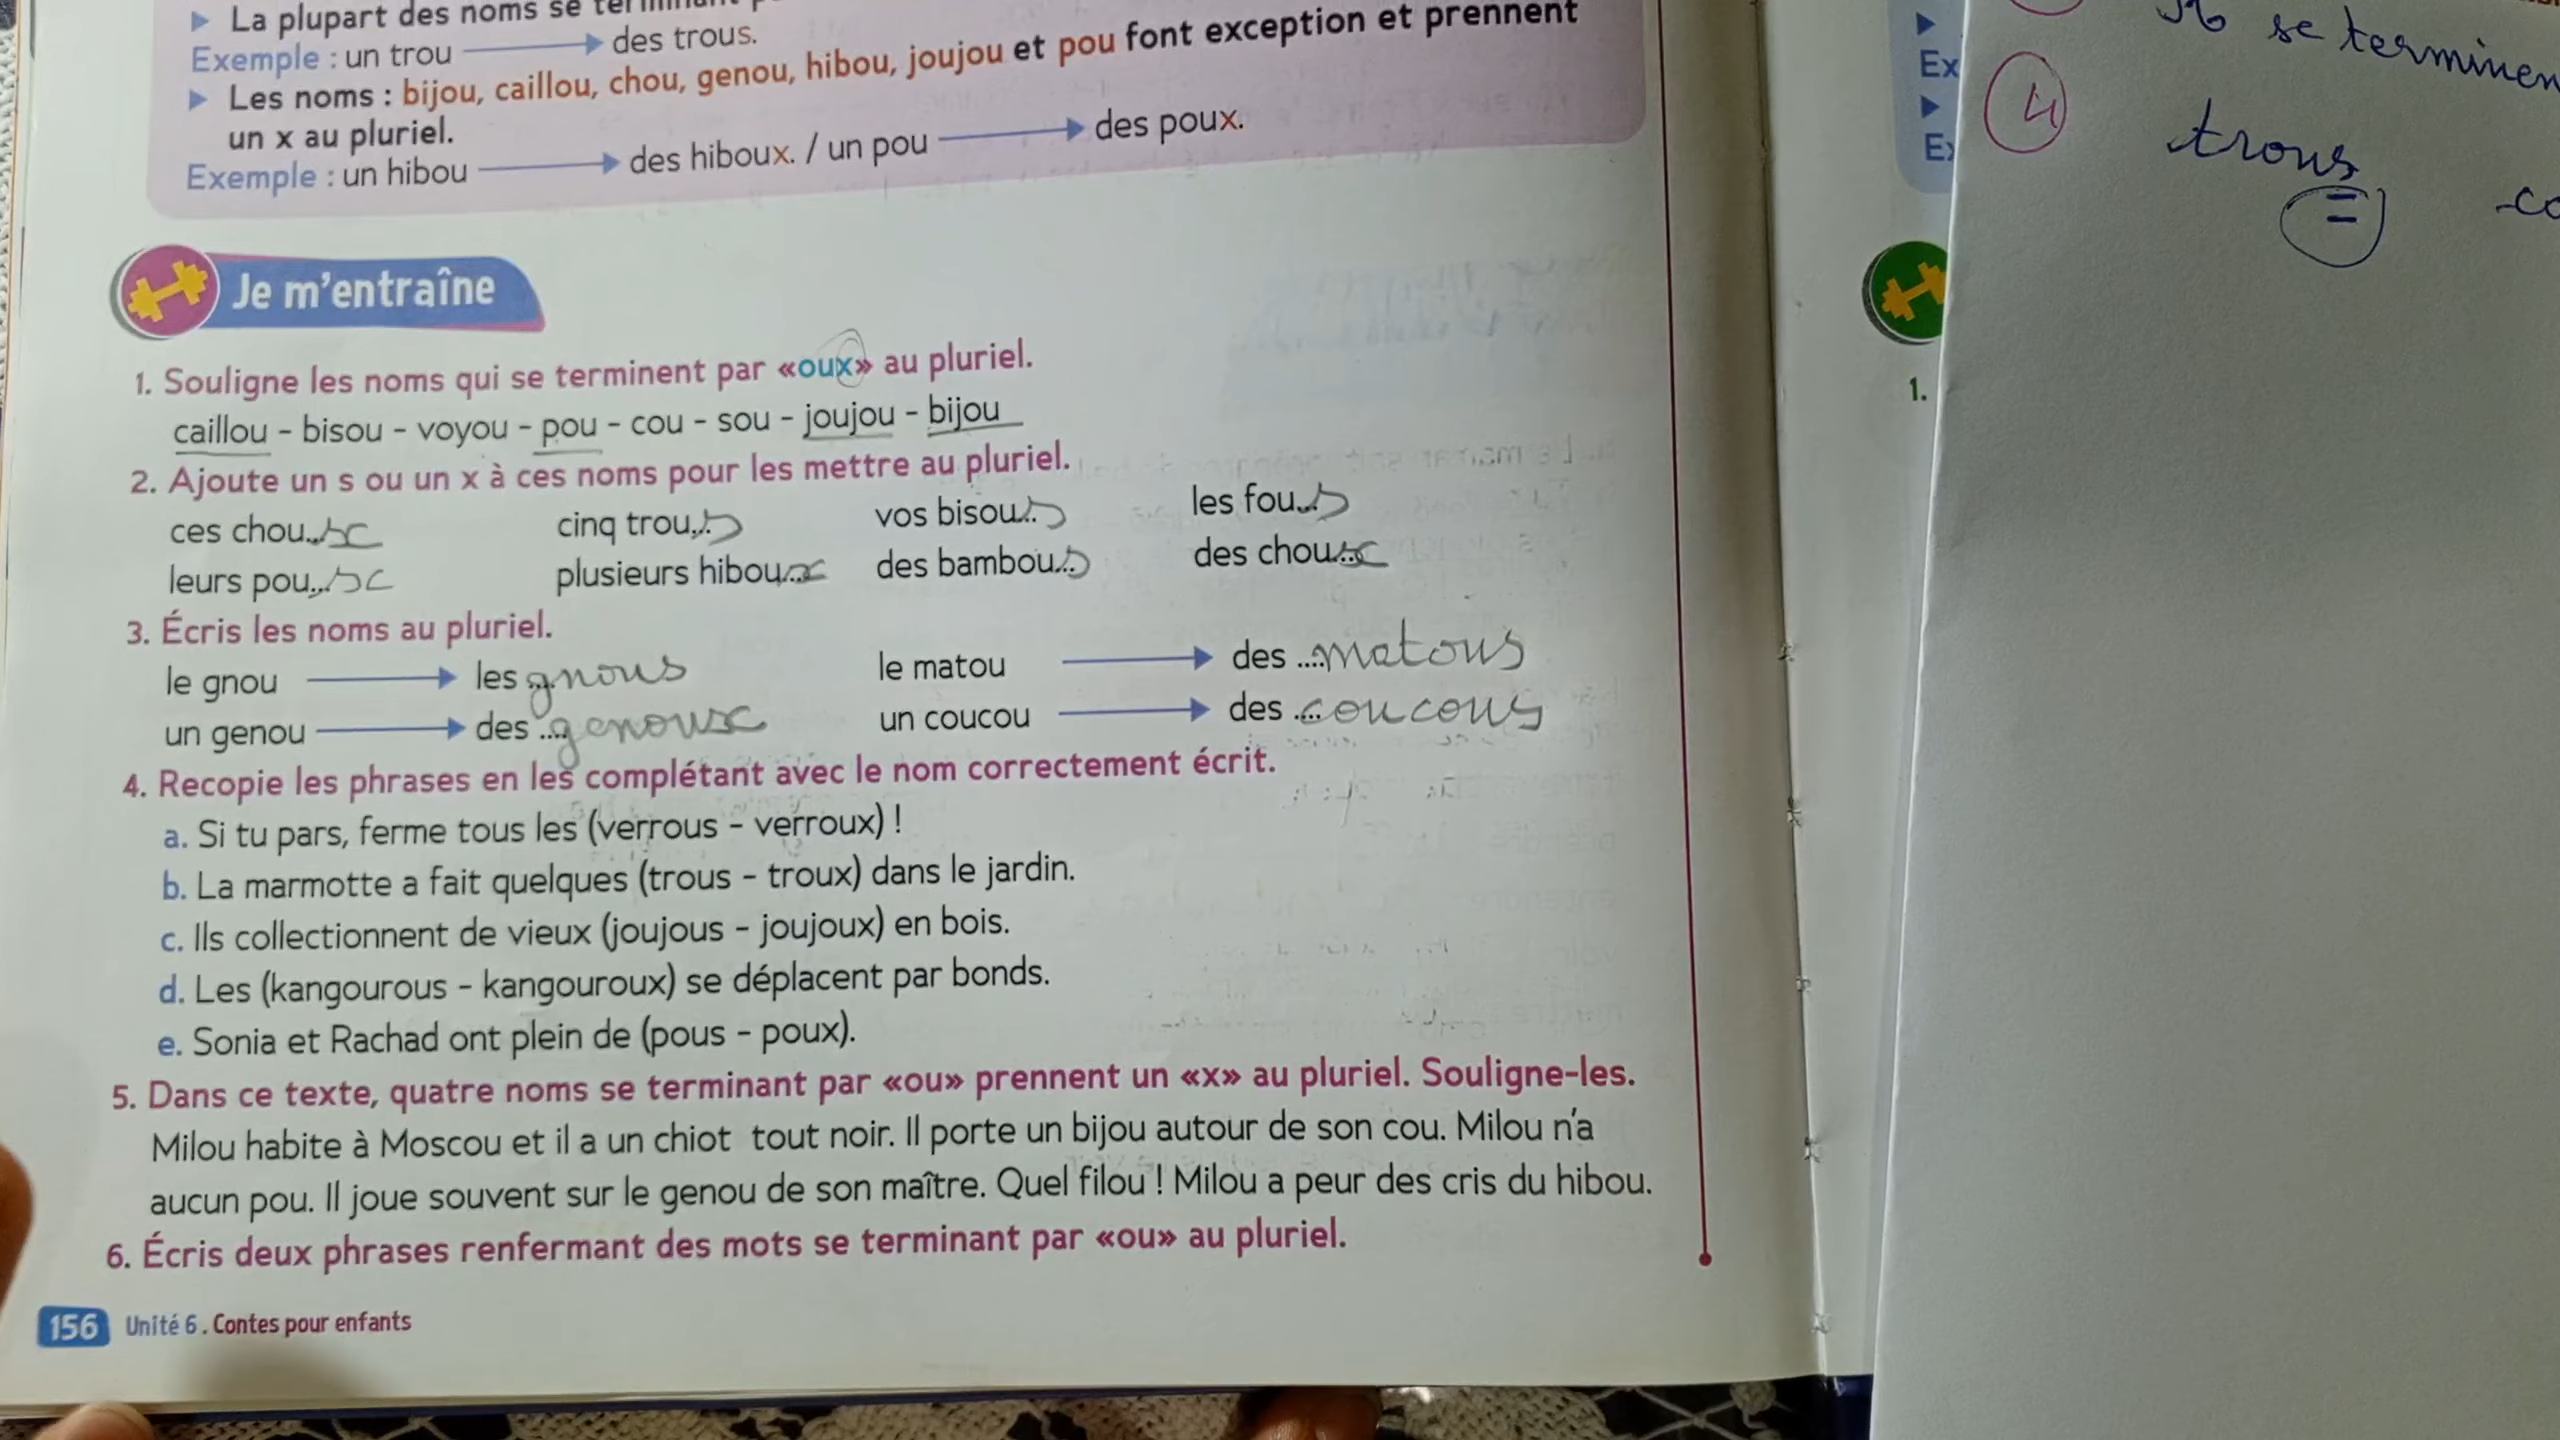 La plupart des noms se
Exemple : un trou des trous.
Les noms : bijou, caillou, chou, genou, hibou, joujou et pou font exception et prennent
un x au pluriel.
Exemple : un hibou des hiboux. / un pou des poux.
Je m'entraîne
1. Souligne les noms qui se terminent par «oux» au pluriel.
caillou - bisou - voyou - pou - cou - sou - joujou - bijou
2. Ajoute un s ou un x à ces noms pour les mettre au pluriel.
ces chou...x cinq trou...s vos bisou...s les fou...s
leurs pou...x plusieurs hibou...x des bambou...s des chou...x
3. Écris les noms au pluriel.
le gnou les gnous le matou des ....matous
un genou des ....genoux un coucou des ....coucous
4. Recopie les phrases en les complétant avec le nom correctement écrit.
a. Si tu pars, ferme tous les (verrous - verroux) !
b. La marmotte a fait quelques (trous - troux) dans le jardin.
c. Ils collectionnent de vieux (joujous - joujoux) en bois.
d. Les (kangourous - kangouroux) se déplacent par bonds.
e. Sonia et Rachad ont plein de (pous - poux).
5. Dans ce texte, quatre noms se terminant par «ou» prennent un «x» au pluriel. Souligne-les.
Milou habite à Moscou et il a un chiot tout noir. Il porte un bijou autour de son cou. Milou n'a
aucun pou. Il joue souvent sur le genou de son maître. Quel filou ! Milou a peur des cris du hibou.
6. Écris deux phrases renfermant des mots se terminant par «ou» au pluriel.
156 Unité 6 . Contes pour enfants
Ex
1.
se terminen
4 trous
=